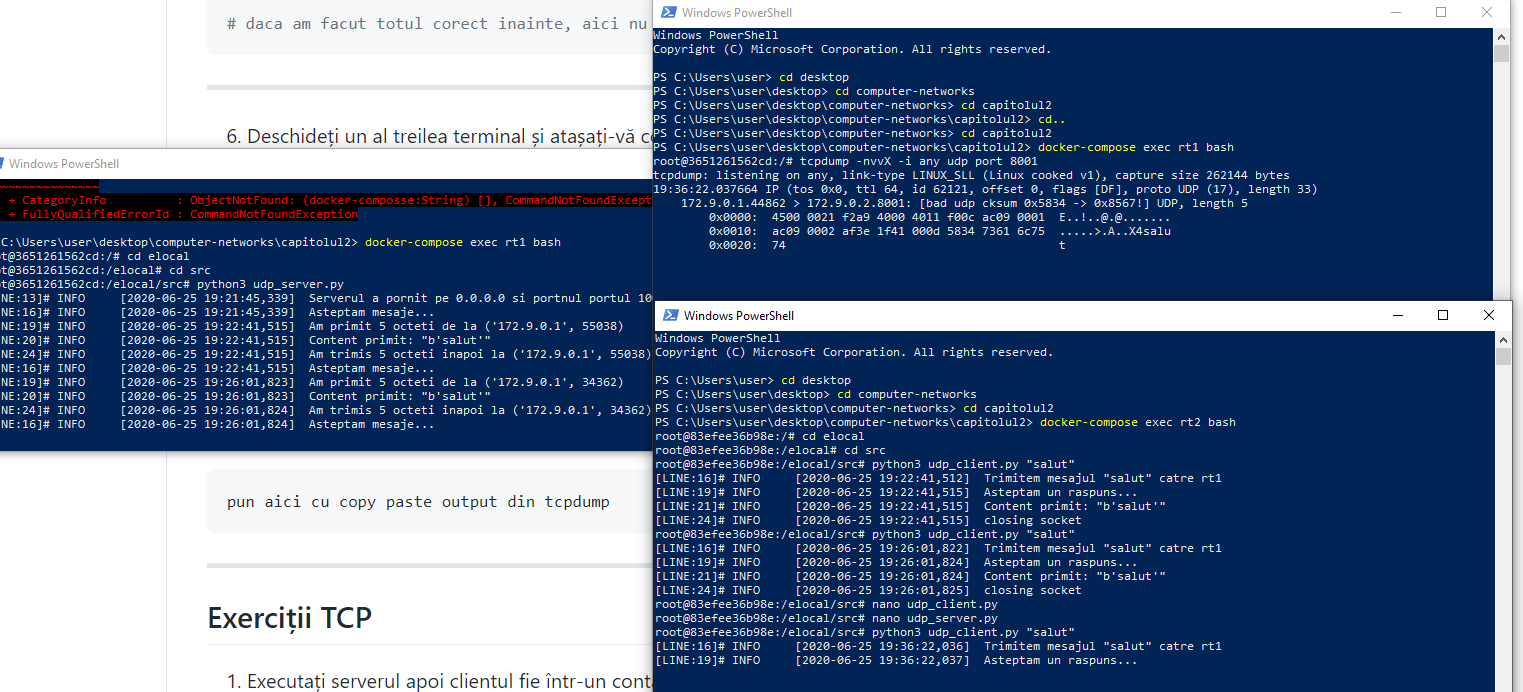 # daca am facut totul corect inainte, aici nu
6. Deschideți un al treilea terminal și atașați-vă
Windows PowerShell
~~~~~~~~~~~~~~
+ CategoryInfo          : ObjectNotFound: (docker-composse:String) [], CommandNotFoundExcept
+ FullyQualifiedErrorId : CommandNotFoundException
C:\Users\user\desktop\computer-networks\capitolul2> docker-compose exec rt1 bash
t@3651261562cd:/# cd elocal
t@3651261562cd:/elocal# cd src
t@3651261562cd:/elocal/src# python3 udp_server.py
NE:13]# INFO     [2020-06-25 19:21:45,339]  Serverul a pornit pe 0.0.0.0 si portnul portul 10
NE:16]# INFO     [2020-06-25 19:21:45,339]  Asteptam mesaje...
NE:19]# INFO     [2020-06-25 19:22:41,515]  Am primit 5 octeti de la ('172.9.0.1', 55038)
NE:20]# INFO     [2020-06-25 19:22:41,515]  Content primit: "b'salut'"
NE:24]# INFO     [2020-06-25 19:22:41,515]  Am trimis 5 octeti inapoi la ('172.9.0.1', 55038)
NE:16]# INFO     [2020-06-25 19:22:41,515]  Asteptam mesaje...
NE:19]# INFO     [2020-06-25 19:26:01,823]  Am primit 5 octeti de la ('172.9.0.1', 34362)
NE:20]# INFO     [2020-06-25 19:26:01,823]  Content primit: "b'salut'"
NE:24]# INFO     [2020-06-25 19:26:01,824]  Am trimis 5 octeti inapoi la ('172.9.0.1', 34362)
NE:16]# INFO     [2020-06-25 19:26:01,824]  Asteptam mesaje...
pun aici cu copy paste output din tcpdump
Exerciții TCP
1. Executați serverul apoi clientul fie într-un
Windows PowerShell
Windows PowerShell
Copyright (C) Microsoft Corporation. All rights reserved.
PS C:\Users\user> cd desktop
PS C:\Users\user\desktop> cd computer-networks
PS C:\Users\user\desktop\computer-networks> cd capitolul2
PS C:\Users\user\desktop\computer-networks\capitolul2> cd..
PS C:\Users\user\desktop\computer-networks> cd capitolul2
PS C:\Users\user\desktop\computer-networks\capitolul2> docker-compose exec rt1 bash
root@3651261562cd:/# tcpdump -nvvX -i any udp port 8001
tcpdump: listening on any, link-type LINUX_SLL (Linux cooked v1), capture size 262144 bytes
19:36:22.037664 IP (tos 0x0, ttl 64, id 62121, offset 0, flags [DF], proto UDP (17), length 33)
    172.9.0.1.44862 > 172.9.0.2.8001: [bad udp cksum 0x5834 -> 0x8567!] UDP, length 5
        0x0000:  4500 0021 f2a9 4000 4011 f00c ac09 0001  E..!..@.@.......
        0x0010:  ac09 0002 af3e 1f41 000d 5834 7361 6c75  .....>.A..X4salu
        0x0020:  74                                       t
Windows PowerShell
Windows PowerShell
Copyright (C) Microsoft Corporation. All rights reserved.
PS C:\Users\user> cd desktop
PS C:\Users\user\desktop> cd computer-networks
PS C:\Users\user\desktop\computer-networks> cd capitolul2
PS C:\Users\user\desktop\computer-networks\capitolul2> docker-compose exec rt2 bash
root@83efee36b98e:/# cd elocal
root@83efee36b98e:/elocal# cd src
root@83efee36b98e:/elocal/src# python3 udp_client.py "salut"
[LINE:16]# INFO     [2020-06-25 19:22:41,512]  Trimitem mesajul "salut" catre rt1
[LINE:19]# INFO     [2020-06-25 19:22:41,515]  Asteptam un raspuns...
[LINE:21]# INFO     [2020-06-25 19:22:41,515]  Content primit: "b'salut'"
[LINE:24]# INFO     [2020-06-25 19:22:41,515]  closing socket
root@83efee36b98e:/elocal/src# python3 udp_client.py "salut"
[LINE:16]# INFO     [2020-06-25 19:26:01,822]  Trimitem mesajul "salut" catre rt1
[LINE:19]# INFO     [2020-06-25 19:26:01,824]  Asteptam un raspuns...
[LINE:21]# INFO     [2020-06-25 19:26:01,824]  Content primit: "b'salut'"
[LINE:24]# INFO     [2020-06-25 19:26:01,825]  closing socket
root@83efee36b98e:/elocal/src# nano udp_client.py
root@83efee36b98e:/elocal/src# nano udp_server.py
root@83efee36b98e:/elocal/src# python3 udp_client.py "salut"
[LINE:16]# INFO     [2020-06-25 19:36:22,036]  Trimitem mesajul "salut" catre rt1
[LINE:19]# INFO     [2020-06-25 19:36:22,037]  Asteptam un raspuns...